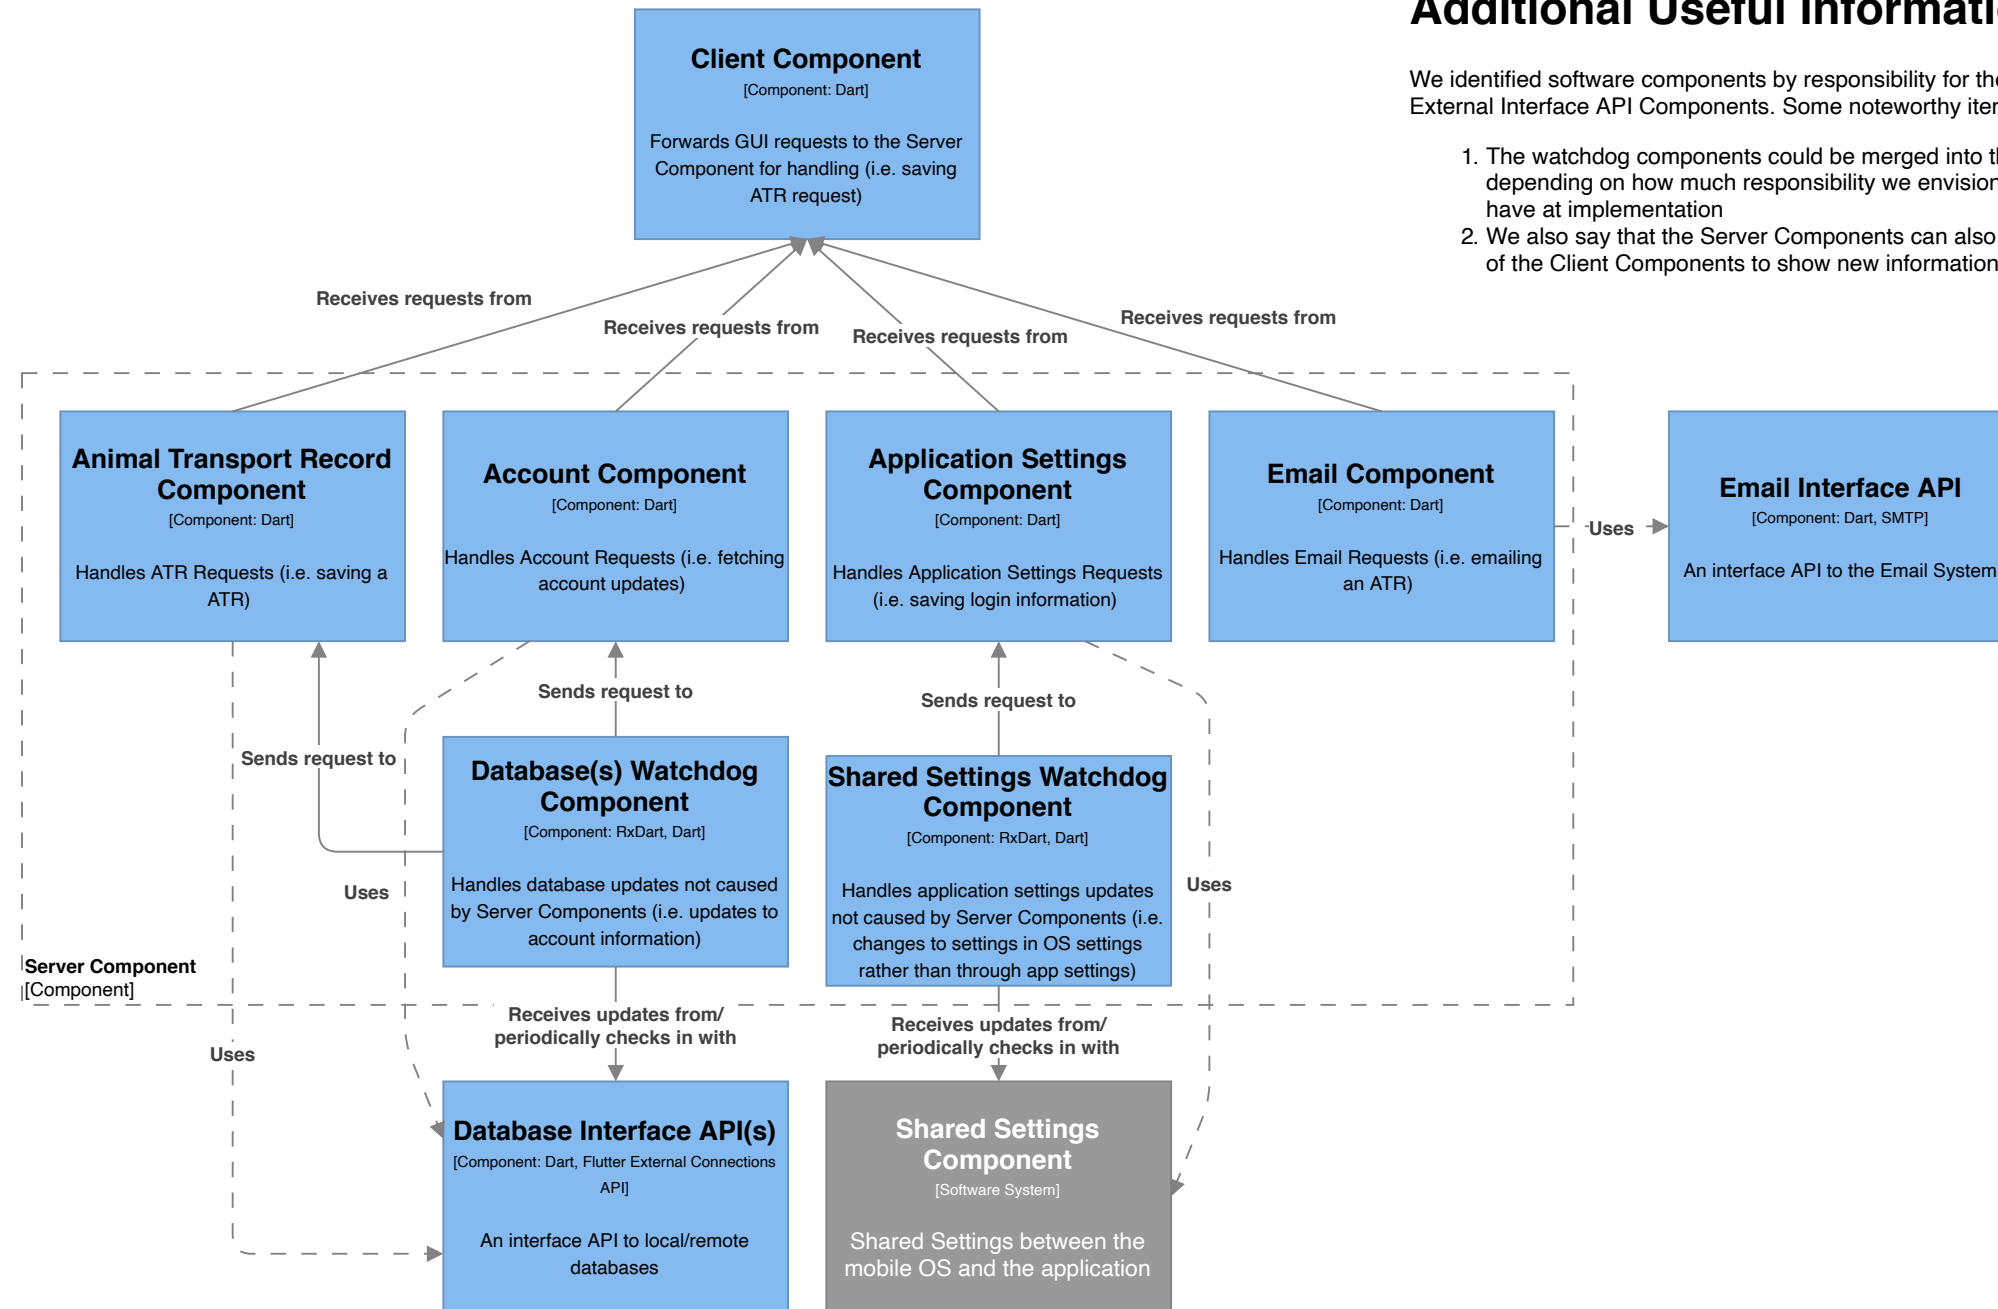 Additional Useful
We identified software components by responsibility for the
External Interface API Components. Some noteworthy
1. The watchdog components could be merged into
depending on how much responsibility we envision
have at implementation
2. We also say that the Server Components can also
of the Client Components to show new information
Client Component
[Component: Dart]
Forwards GUI requests to the Server
Component for handling (i.e. saving
ATR request)
Receives requests from
Receives requests from
Receives requests from
Receives requests from
Animal Transport Record
Component
[Component: Dart]
Handles ATR Requests (i.e. saving a
ATR)
Account Component
[Component: Dart]
Handles Account Requests (i.e. fetching
account updates)
Application Settings
Component
[Component: Dart]
Handles Application Settings Requests
(i.e. saving login information)
Email Component
[Component: Dart]
Handles Email Requests (i.e. emailing
an ATR)
Uses
Email Interface API
[Component: Dart, SMTP]
An interface API to the Email System
Sends request to
Sends request to
Sends request to
Database(s) Watchdog
Component
[Component: RxDart, Dart]
Handles database updates not caused
by Server Components (i.e. updates to
account information)
Shared Settings Watchdog
Component
[Component: RxDart, Dart]
Handles application settings updates
not caused by Server Components (i.e.
changes to settings in OS settings
rather than through app settings)
Uses
Uses
Server Component
[Component]
Receives updates from/
periodically checks in with
Receives updates from/
periodically checks in with
Uses
Database Interface API(s)
[Component: Dart, Flutter External Connections
API]
An interface API to local/remote
databases
Shared Settings
Component
[Software System]
Shared Settings between the
mobile OS and the application